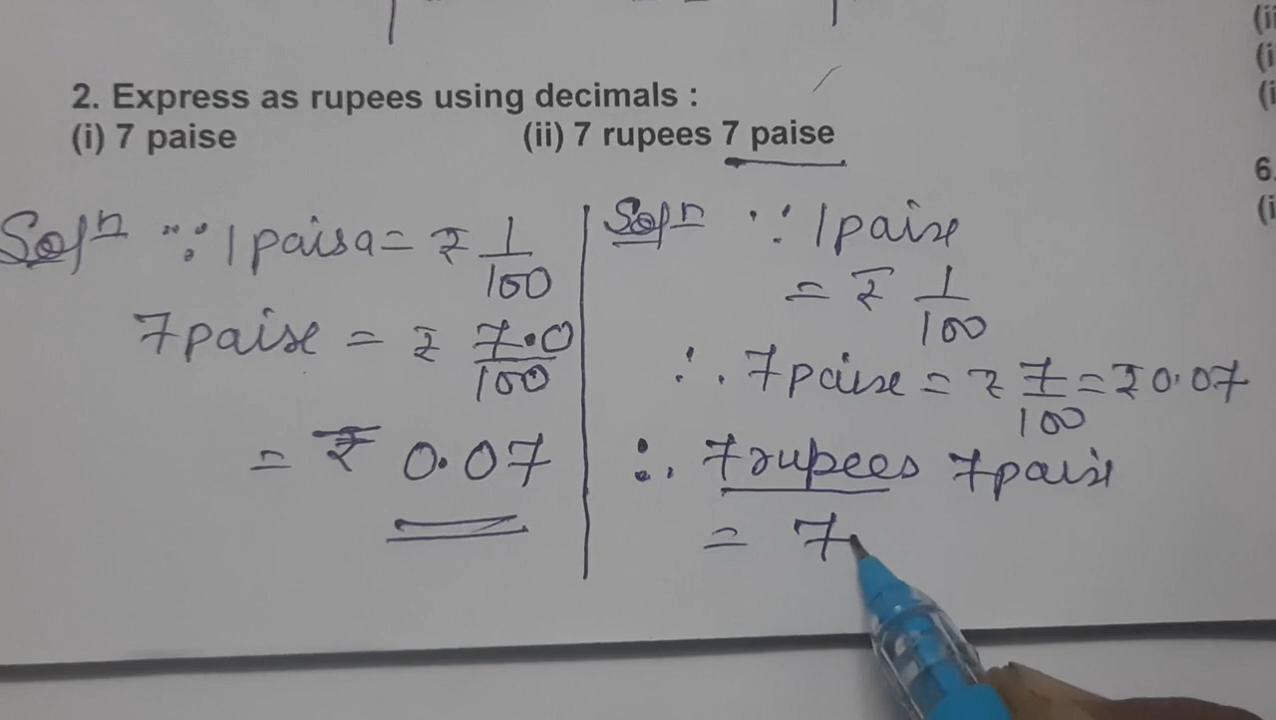 2. Express as rupees using decimals :
(i) 7 paise (ii) 7 rupees 7 paise
Solⁿ ∵ 1 paisa = ₹ 1/100
7 paise = ₹ 7.0/100
= ₹ 0.07
Solⁿ ∵ 1 paise
= ₹ 1/100
∴ 7 paise = ₹ 7/100 = ₹ 0.07
∴ 7 rupees 7 paise
= 7
(i
(i
6.
(i